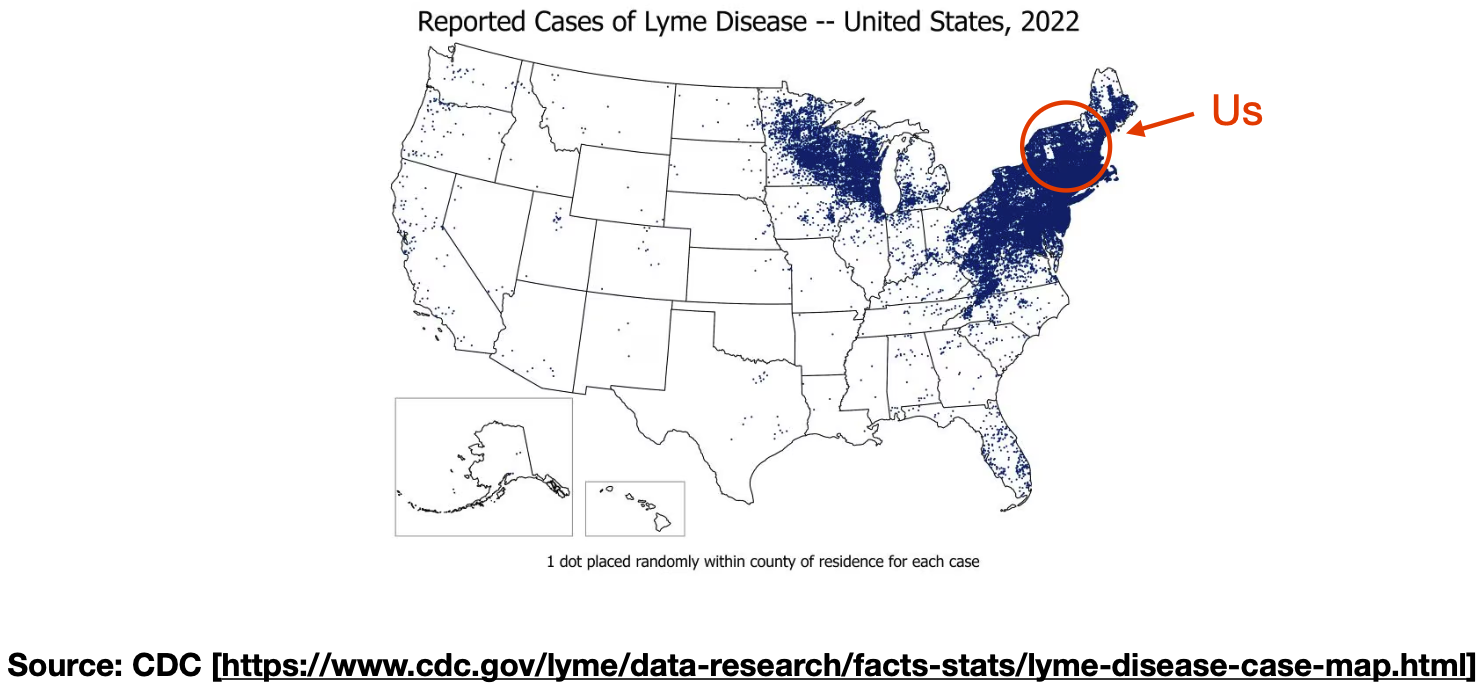 Reported Cases of Lyme Disease -- United States, 2022
Us
1 dot placed randomly within county of residence for each case
Source: CDC [https://www.cdc.gov/lyme/data-research/facts-stats/lyme-disease-case-map.html]